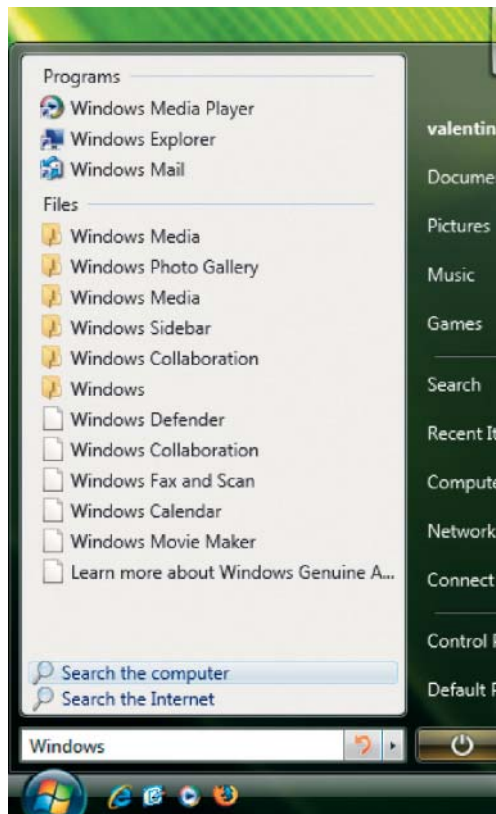 Programs
Windows Media Player
Windows Explorer
Windows Mail
Files
Windows Media
Windows Photo Gallery
Windows Media
Windows Sidebar
Windows Collaboration
Windows
Windows Defender
Windows Collaboration
Windows Fax and Scan
Windows Calendar
Windows Movie Maker
Learn more about Windows Genuine A...
Search the computer
Search the Internet
Windows
valentin
Docume
Pictures
Music
Games
Search
Recent It
Compute
Network
Connect
Control P
Default P